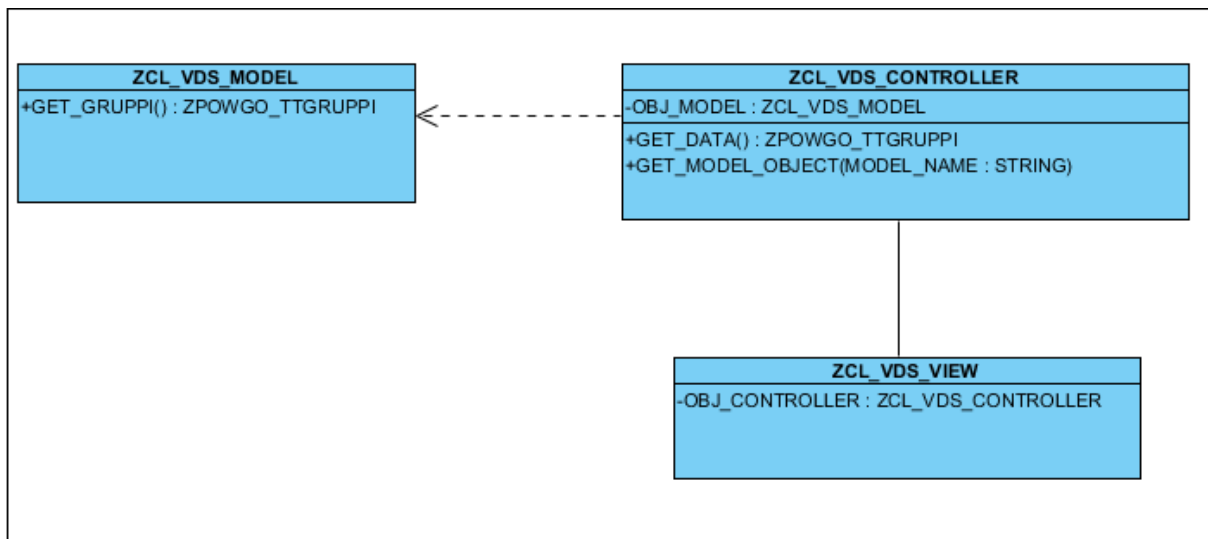 ZCL_VDS_MODEL
+GET_GRUPPI() : ZPOWGO_TTGRUPPI
ZCL_VDS_CONTROLLER
-OBJ_MODEL : ZCL_VDS_MODEL
+GET_DATA() : ZPOWGO_TTGRUPPI
+GET_MODEL_OBJECT(MODEL_NAME : STRING)
ZCL_VDS_VIEW
-OBJ_CONTROLLER : ZCL_VDS_CONTROLLER